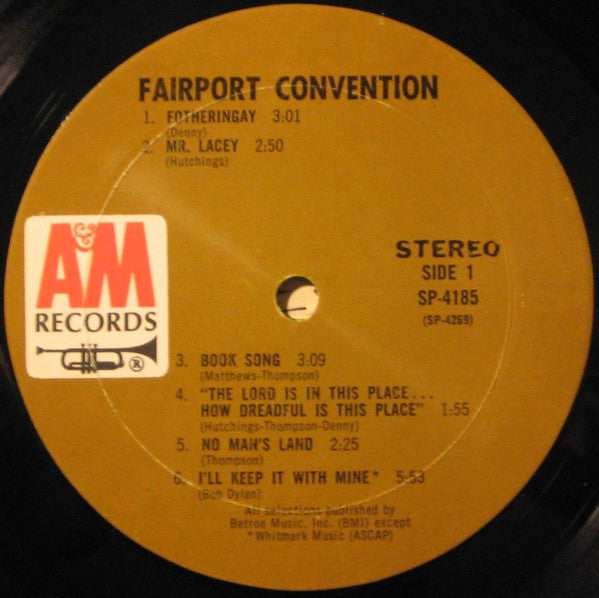 FAIRPORT CONVENTION
1. FOTHERINGAY 3:01
(Denny)
2. MR. LACEY 2:50
(Hutchings)
A&M
RECORDS
®
STEREO
SIDE 1
SP-4185
(SP-4269)
3. BOOK SONG 3:09
(Matthews-Thompson)
4. "THE LORD IS IN THIS PLACE...
HOW DREADFUL IS THIS PLACE" 1:55
(Hutchings-Thompson-Denny)
5. NO MAN'S LAND 2:25
(Thompson)
6. I'LL KEEP IT WITH MINE* 5:53
(Bob Dylan)
All selections published by
Betroe Music, Inc. (BMI) except
*Whitmark Music (ASCAP)